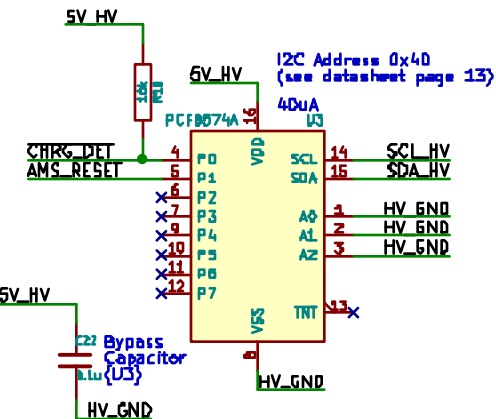 5V_HV
I2C Address 0x40
(see datasheet page 13)
5V_HV
40uA
10k
R18
PCF8574A
U3
16
VDD
CHRG_DET
4
P0
SCL
14
SCL_HV
AMS_RESET
5
P1
SDA
15
SDA_HV
6
P2
7
P3
A0
1
HV_GND
9
P4
A1
2
HV_GND
10
P5
A2
3
HV_GND
11
P6
12
P7
5V_HV
INT
13
VSS
8
C22
Bypass
Capacitor
0.1u
(U3)
HV_GND
HV_GND